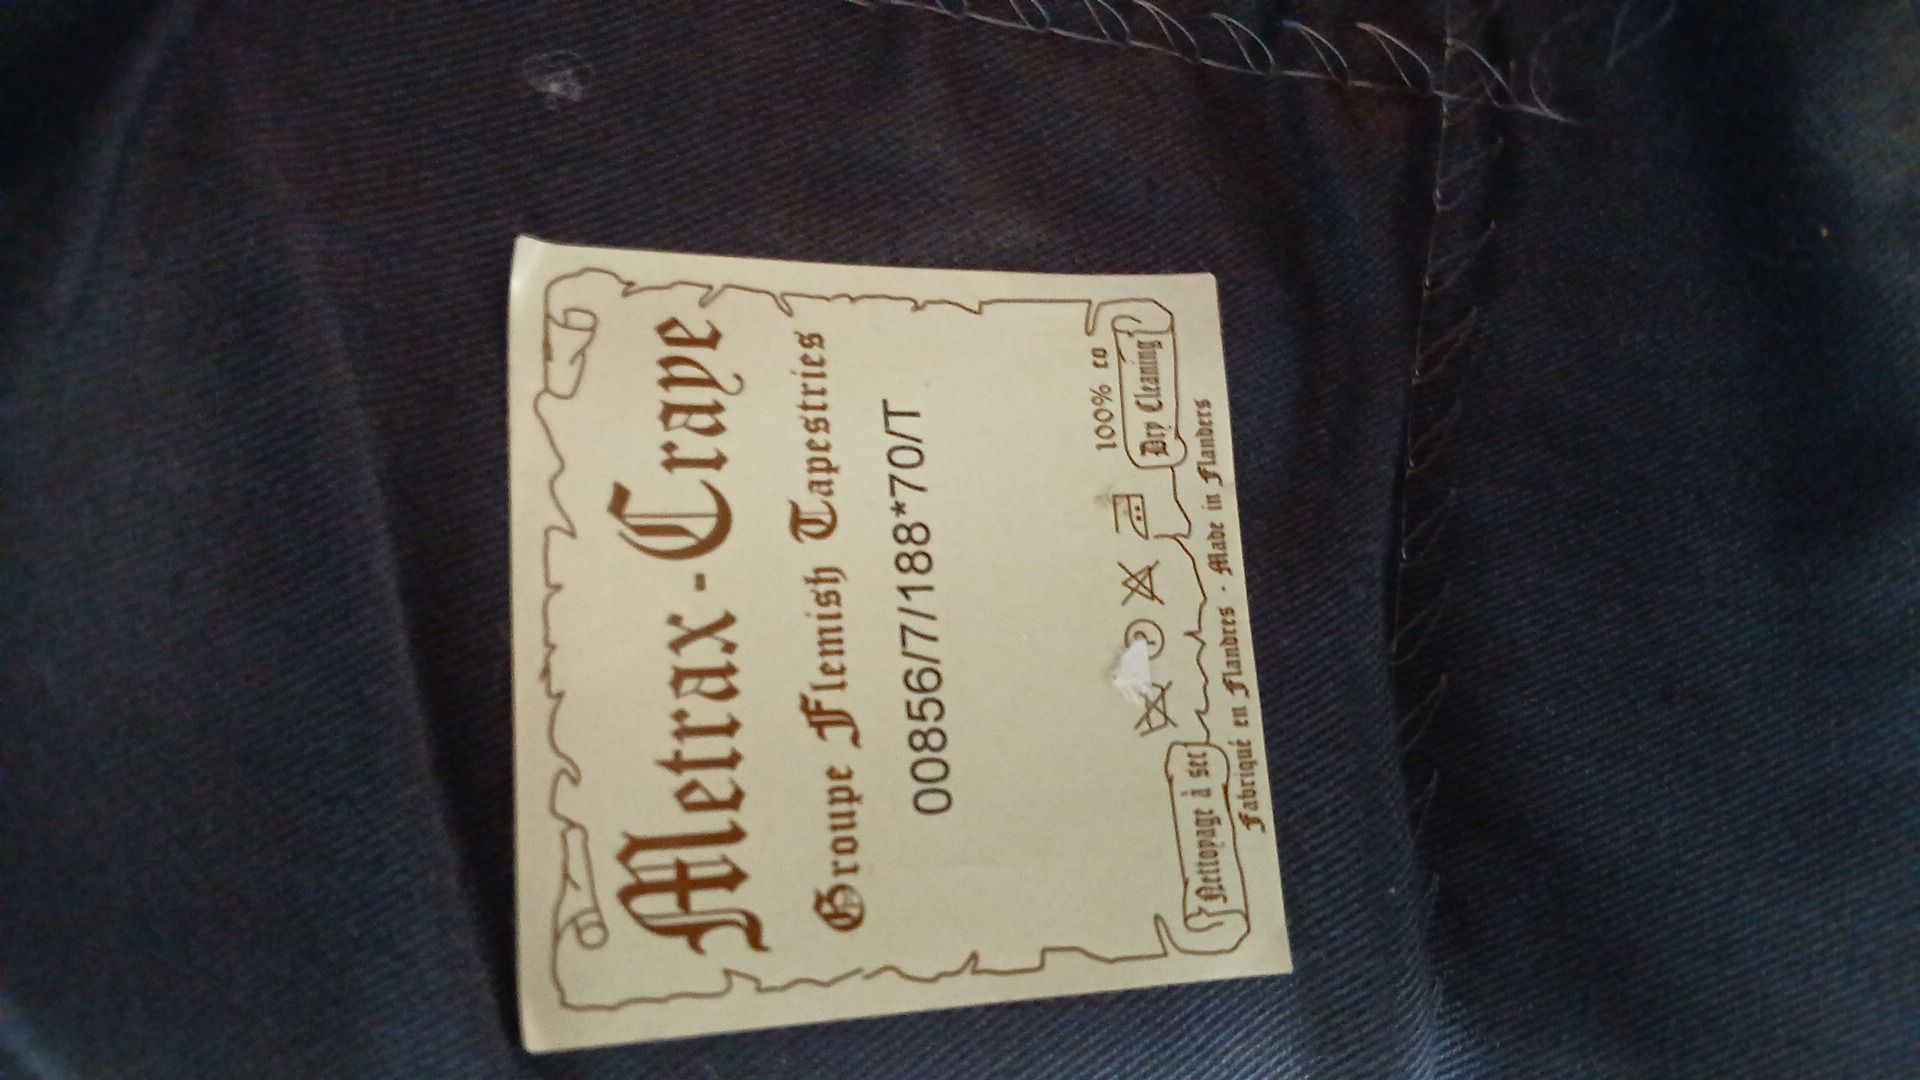 Metrax - Craye
Groupe Flemish Tapestries
00856/7/188*70/T
100% co
Nettoyage à sec
Dry Cleaning
Fabriqué en Flandres - Made in Flanders